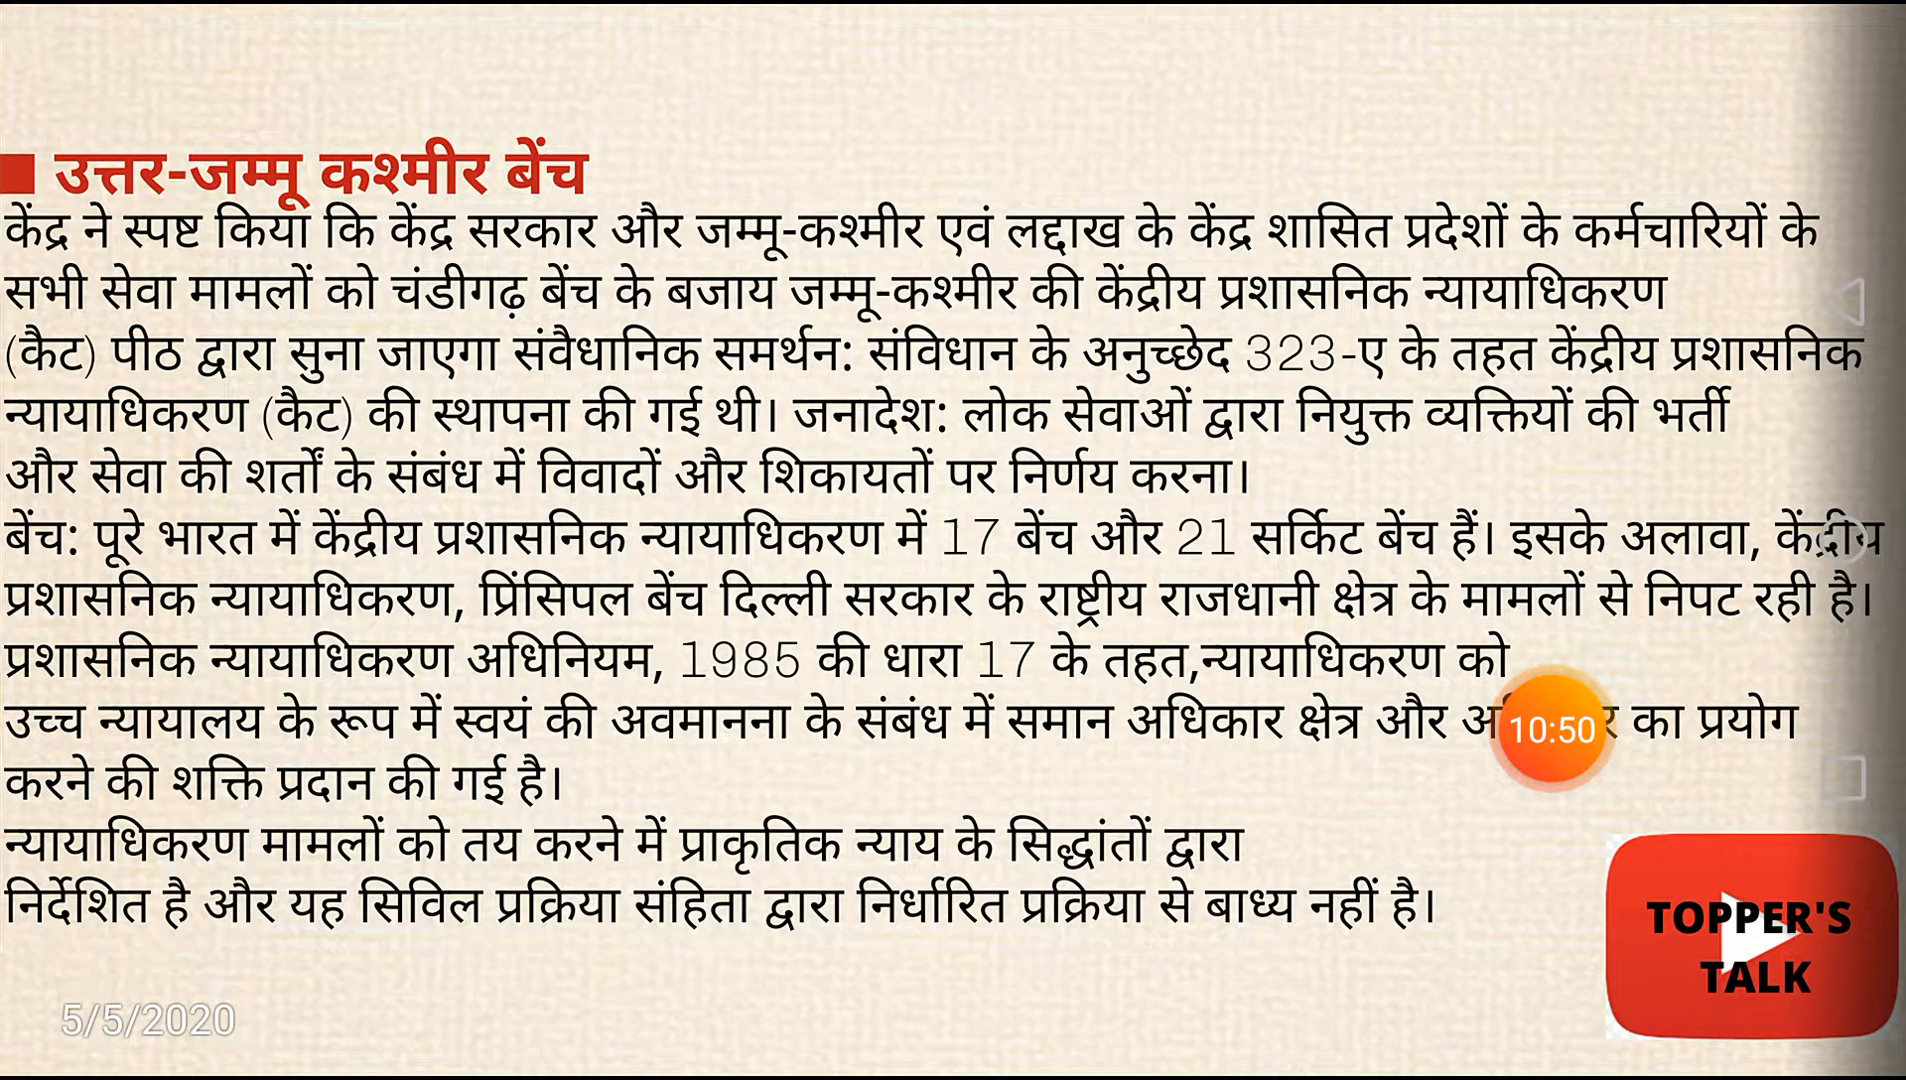 ■ उत्तर-जम्मू कश्मीर बेंच
केंद्र ने स्पष्ट किया कि केंद्र सरकार और जम्मू-कश्मीर एवं लद्दाख के केंद्र शासित प्रदेशों के कर्मचारियों के
सभी सेवा मामलों को चंडीगढ़ बेंच के बजाय जम्मू-कश्मीर की केंद्रीय प्रशासनिक न्यायाधिकरण
(कैट) पीठ द्वारा सुना जाएगा संवैधानिक समर्थन: संविधान के अनुच्छेद 323-ए के तहत केंद्रीय प्रशासनिक
न्यायाधिकरण (कैट) की स्थापना की गई थी। जनादेश: लोक सेवाओं द्वारा नियुक्त व्यक्तियों की भर्ती
और सेवा की शर्तों के संबंध में विवादों और शिकायतों पर निर्णय करना।
बेंच: पूरे भारत में केंद्रीय प्रशासनिक न्यायाधिकरण में 17 बेंच और 21 सर्किट बेंच हैं। इसके अलावा, केंद्रीय
प्रशासनिक न्यायाधिकरण, प्रिंसिपल बेंच दिल्ली सरकार के राष्ट्रीय राजधानी क्षेत्र के मामलों से निपट रही है।
प्रशासनिक न्यायाधिकरण अधिनियम, 1985 की धारा 17 के तहत,न्यायाधिकरण को
उच्च न्यायालय के रूप में स्वयं की अवमानना के संबंध में समान अधिकार क्षेत्र और का प्रयोग
10:50
करने की शक्ति प्रदान की गई है।
न्यायाधिकरण मामलों को तय करने में प्राकृतिक न्याय के सिद्धांतों द्वारा
निर्देशित है और यह सिविल प्रक्रिया संहिता द्वारा निर्धारित प्रक्रिया से बाध्य नहीं है।
TOPPER'S
TALK
5/5/2020